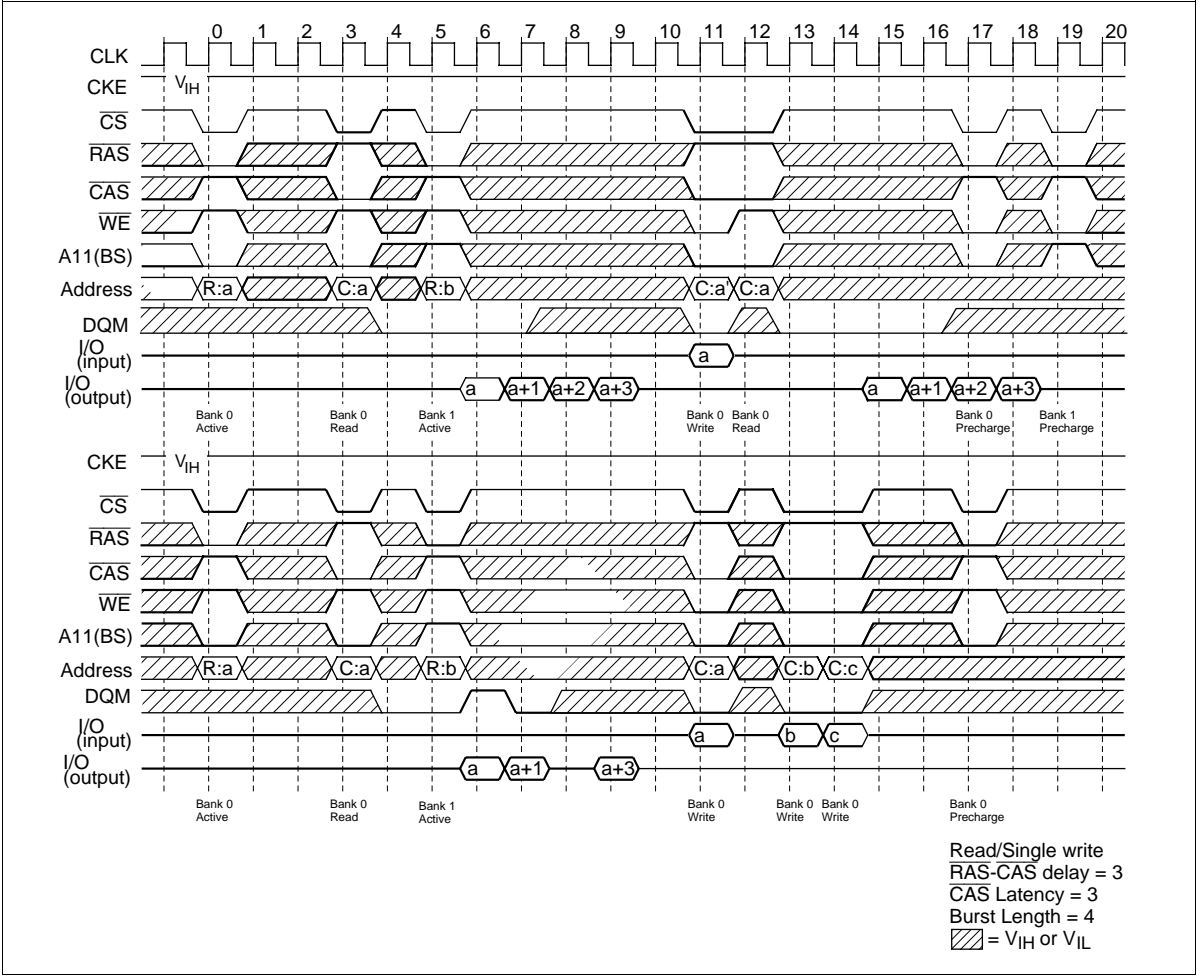 0 1 2 3 4 5 6 7 8 9 10 11 12 13 14 15 16 17 18 19 20
CLK
CKE VIH
CS
RAS
CAS
WE
A11(BS)
Address R:a C:a R:b C:a' C:a
DQM
I/O (input) a
I/O (output) a a+1 a+2 a+3 a a+1 a+2 a+3
Bank 0 Bank 0 Bank 1 Bank 0 Bank 0 Bank 0 Bank 1
Active Read Active Write Read Precharge Precharge
CKE VIH
CS
RAS
CAS
WE
A11(BS)
Address R:a C:a R:b C:a C:b C:c
DQM
I/O (input) a b c
I/O (output) a a+1 a+3
Bank 0 Bank 0 Bank 1 Bank 0 Bank 0 Bank 0 Bank 0
Active Read Active Write Write Write Precharge
Read/Single write
RAS-CAS delay = 3
CAS Latency = 3
Burst Length = 4
= VIH or VIL